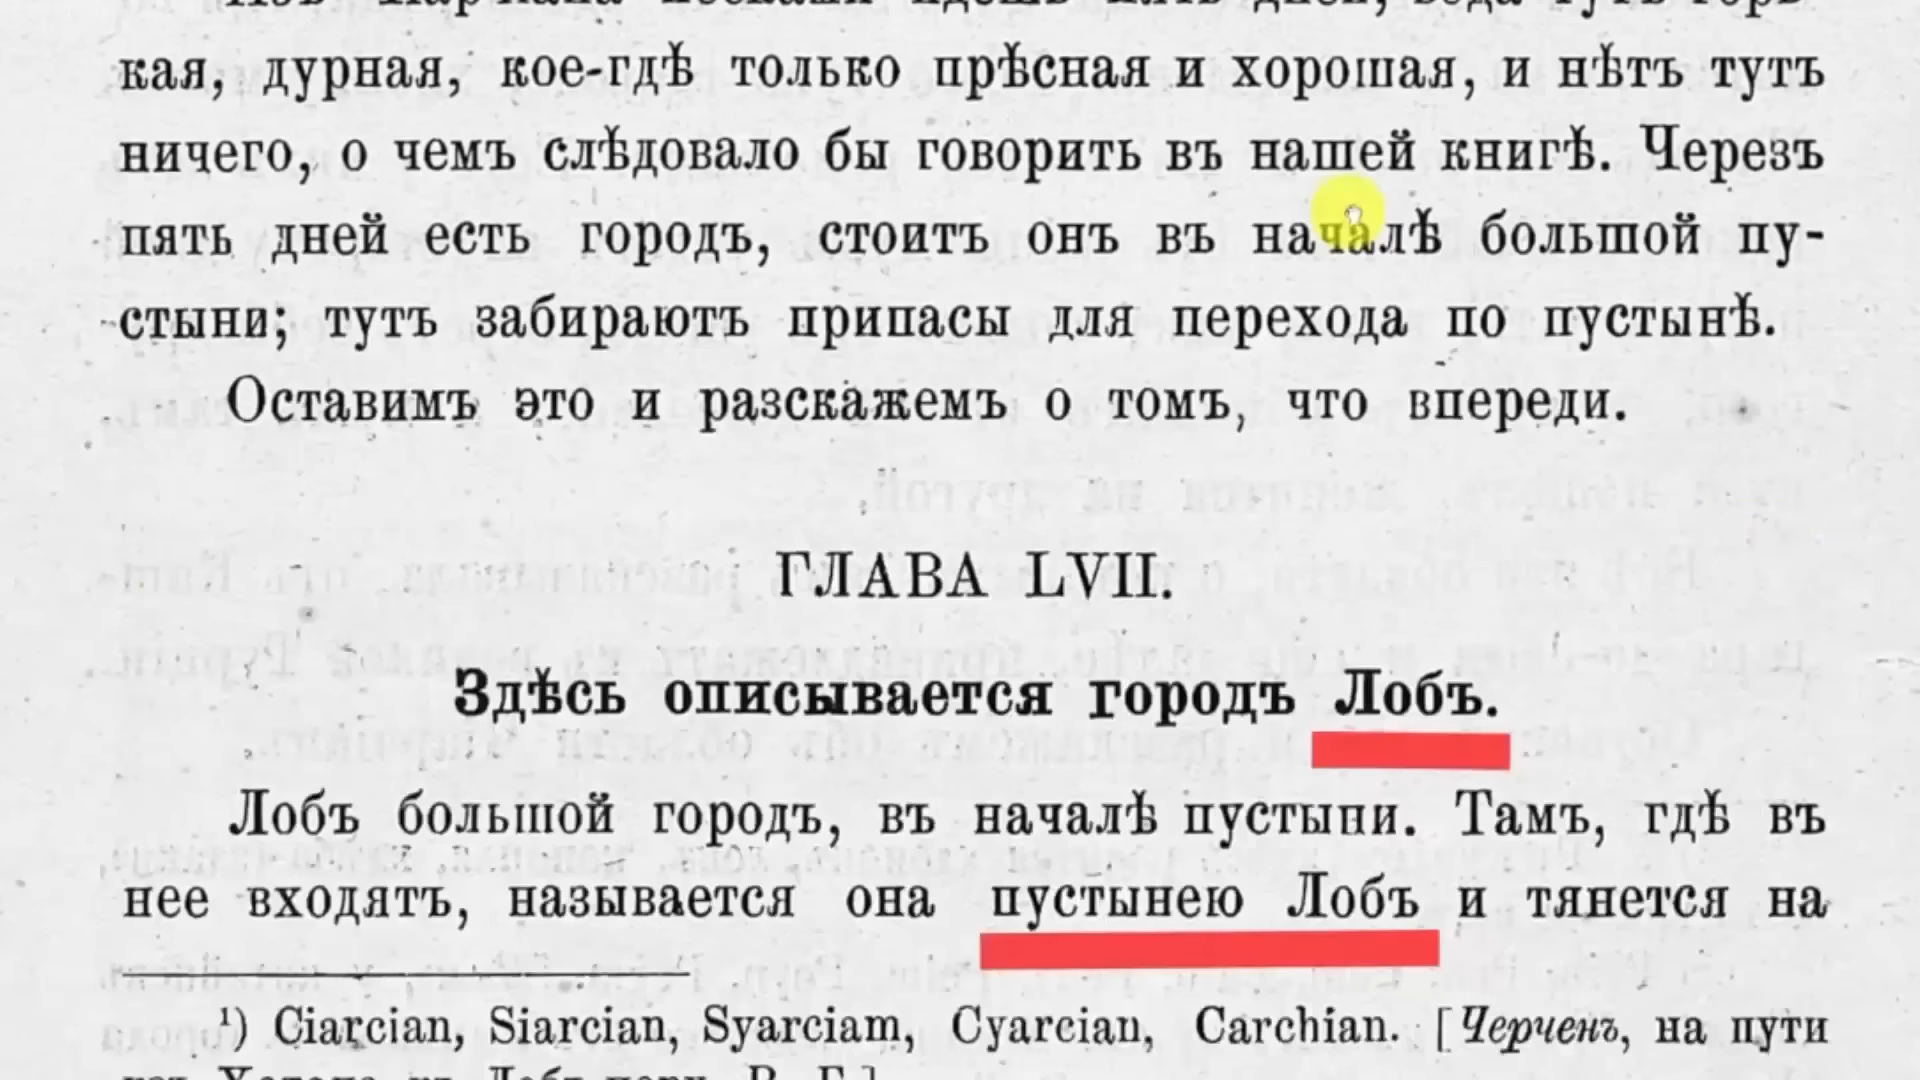 кая, дурная, кое-гдѣ только прѣсная и хорошая, и нѣтъ тутъ
ничего, о чемъ слѣдовало бы говорить въ нашей книгѣ. Черезъ
пять дней есть городъ, стоитъ онъ въ началѣ большой пу-
стыни; тутъ забираютъ припасы для перехода по пустынѣ.
Оставимъ это и разскажемъ о томъ, что впереди.
ГЛАВА LVII.
Здѣсь описывается городъ Лобъ.
Лобъ большой городъ, въ началѣ пустыни. Тамъ, гдѣ въ
нее входятъ, называется она пустынею Лобъ и тянется на
¹) Ciarcian, Siarcian, Syarciam, Cyarcian, Carchian. [Черченъ, на пути